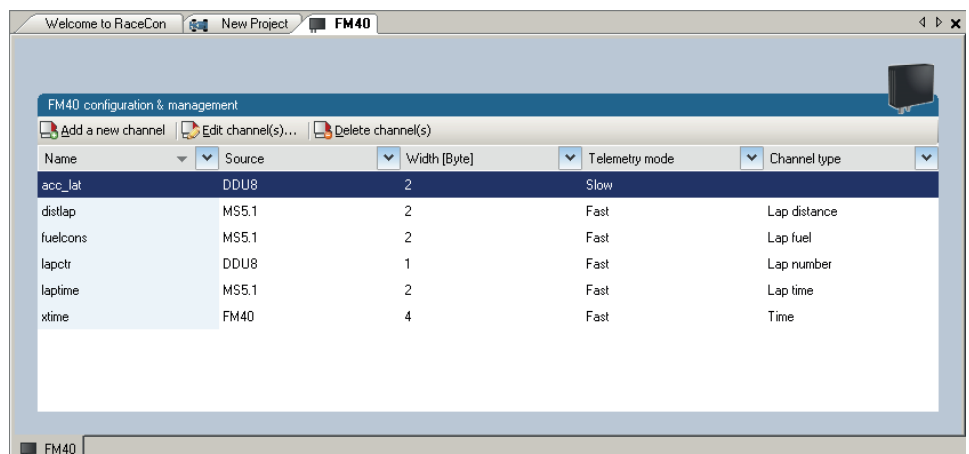 Welcome to RaceCon New Project FM40
FM40 configuration & management
Add a new channel Edit channel(s)... Delete channel(s)
Name Source Width [Byte] Telemetry mode Channel type
acc_lat DDU8 2 Slow
distlap MS5.1 2 Fast Lap distance
fuelcons MS5.1 2 Fast Lap fuel
lapctr DDU8 1 Fast Lap number
laptime MS5.1 2 Fast Lap time
xtime FM40 4 Fast Time
FM40